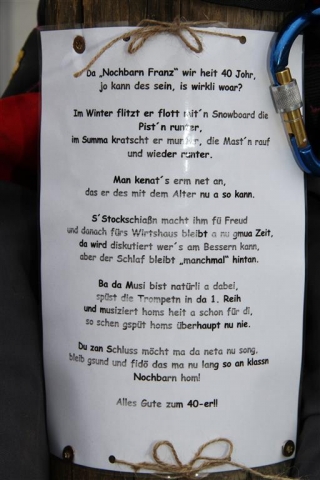 Da „Nochbarn Franz" wir heit 40 Johr,
jo kann des sein, is wirkli woar?
Im Winter flitzt er flott mit´n Snowboard die
Pist´n runter,
im Summa kratscht er munter, die Mast´n rauf
und wieder runter.
Man kenat´s erm net an,
das er des mit dem Alter nu a so kann.
S´Stockschiaßn macht ihm fü Freud
und danoch fürs Wirtshaus bleibt a nu gmua Zeit,
da wird diskutiert wer´s am Bessern kann,
aber der Schlaf bleibt „manchmal" hintan.
Ba da Musi bist natürli a dabei,
spüst die Trompetn in da 1. Reih
und musiziert homs heit a schon für di,
so schen gspüt homs überhaupt nu nie.
Du zan Schluss möcht ma da neta nu song,
bleib gsund und fidö das ma nu lang so an klassn
Nochbarn hom!
Alles Gute zum 40-er!!